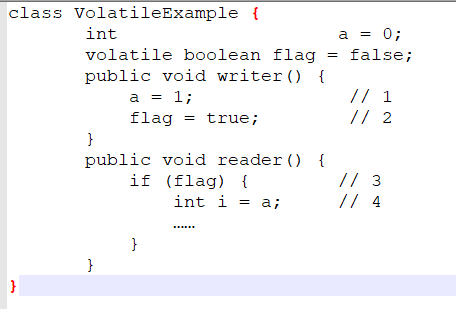 class VolatileExample {
int a = 0;
volatile boolean flag = false;
public void writer() {
a = 1; // 1
flag = true; // 2
}
public void reader() {
if (flag) { // 3
int i = a; // 4
……
}
}
}